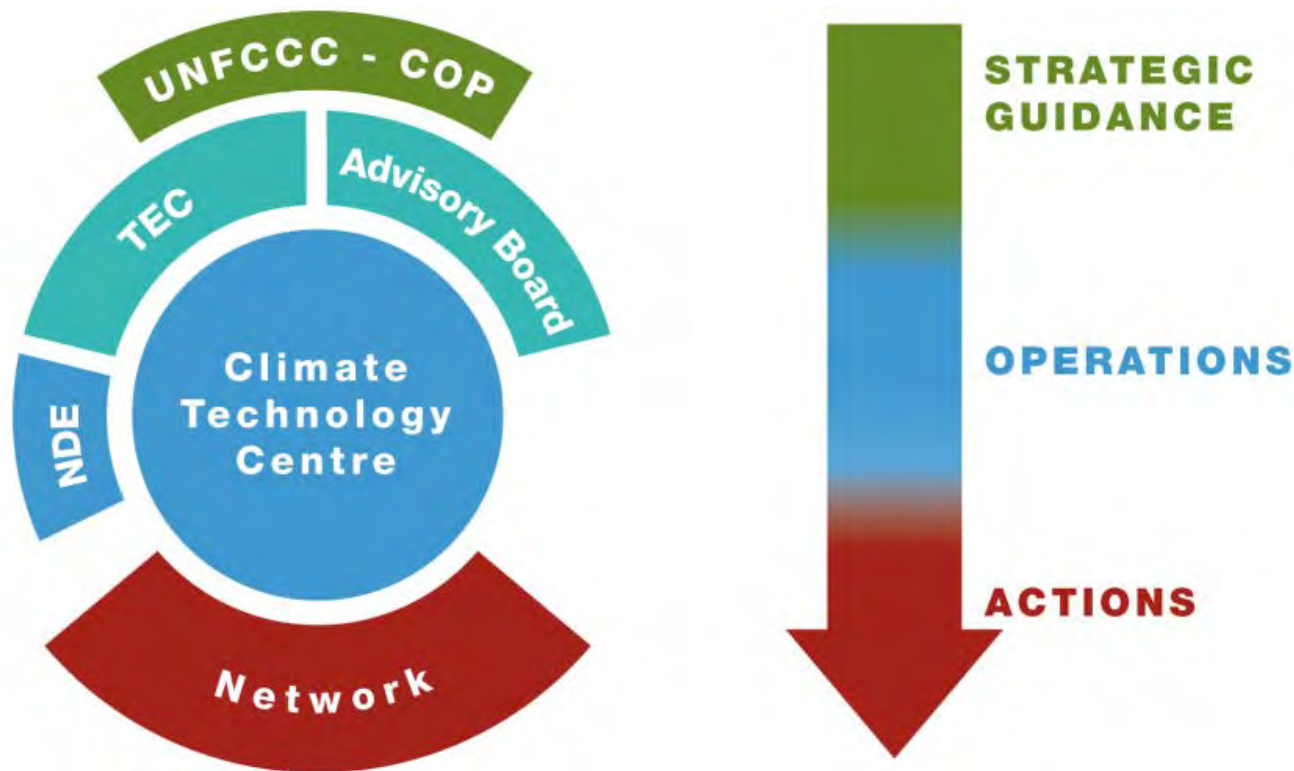 UNFCCC - COP
TEC
Advisory Board
NDE
Climate
Technology
Centre
Network
STRATEGIC
GUIDANCE
OPERATIONS
ACTIONS